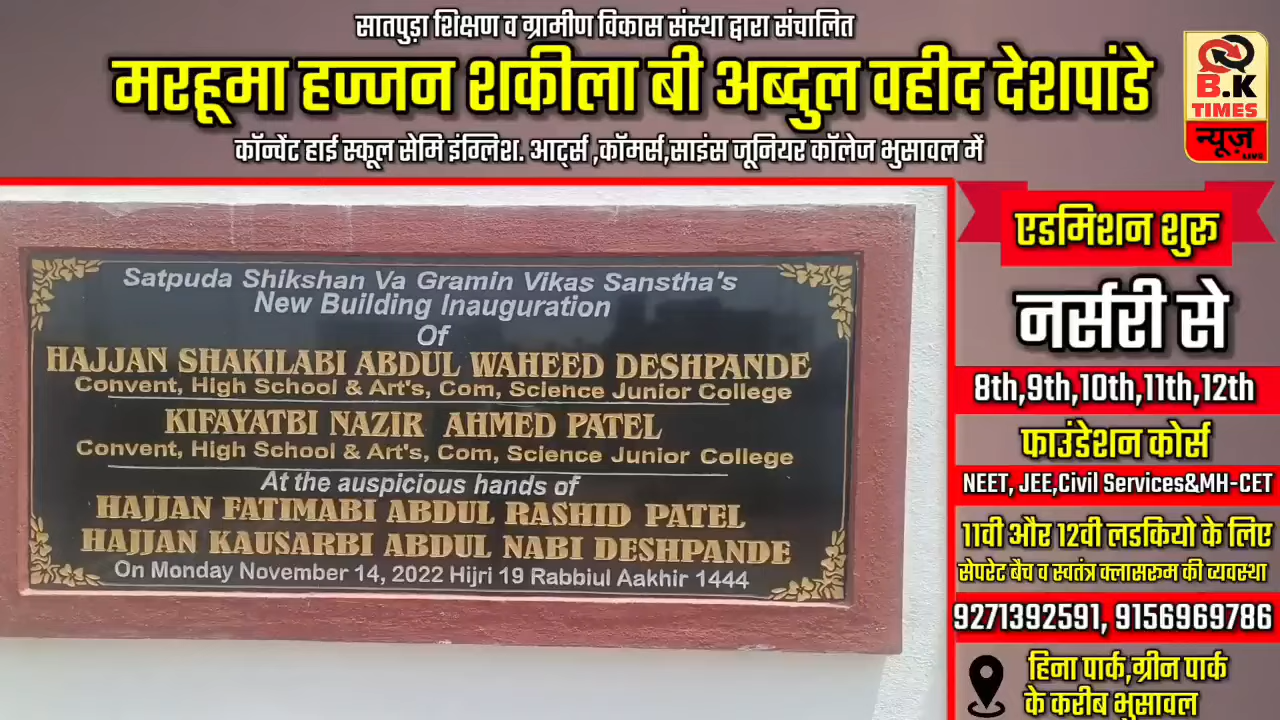 सातपुड़ा शिक्षण व ग्रामीण विकास संस्था द्वारा संचालित
मरहूमा हज्जन शकीला बी अब्दुल वहीद देशपांडे
कॉन्वेंट हाई स्कूल सेमि इंग्लिश. आर्ट्स ,कॉमर्स,साइंस जूनियर कॉलेज भुसावल में
B.K
TIMES
न्यूज़
LIVE
Satpuda Shikshan Va Gramin Vikas Sanstha's
New Building Inauguration
Of
HAJJAN SHAKILABI ABDUL WAHEED DESHPANDE
Convent, High School & Art's, Com, Science Junior College
KIFAYATBI NAZIR AHMED PATEL
Convent, High School & Art's, Com, Science Junior College
At the auspicious hands of
HAJJAN FATIMABI ABDUL RASHID PATEL
HAJJAN KAUSARBI ABDUL NABI DESHPANDE
On Monday November 14, 2022 Hijri 19 Rabbiul Aakhir 1444
एडमिशन शुरू
नर्सरी से
8th,9th,10th,11th,12th
फाउंडेशन कोर्स
NEET, JEE,Civil Services&MH-CET
11वी और 12वी लडकियो के लिए
सेपरेट बैच व स्वतंत्र क्लासरूम की व्यवस्था
9271392591, 9156969786
हिना पार्क,ग्रीन पार्क
के करीब भुसावल